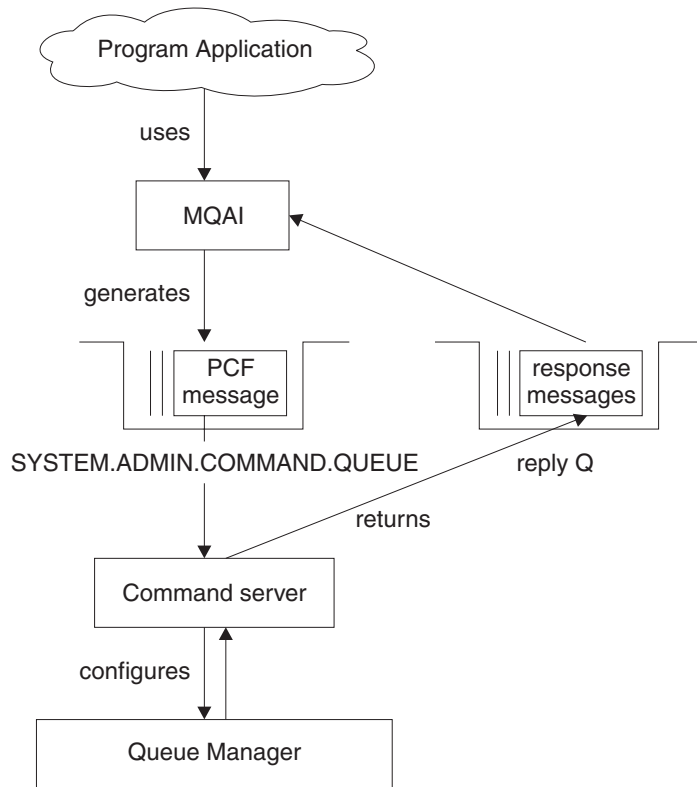 Program Application
uses
MQAI
generates
PCF
message
response
messages
SYSTEM.ADMIN.COMMAND.QUEUE
reply Q
returns
Command server
configures
Queue Manager